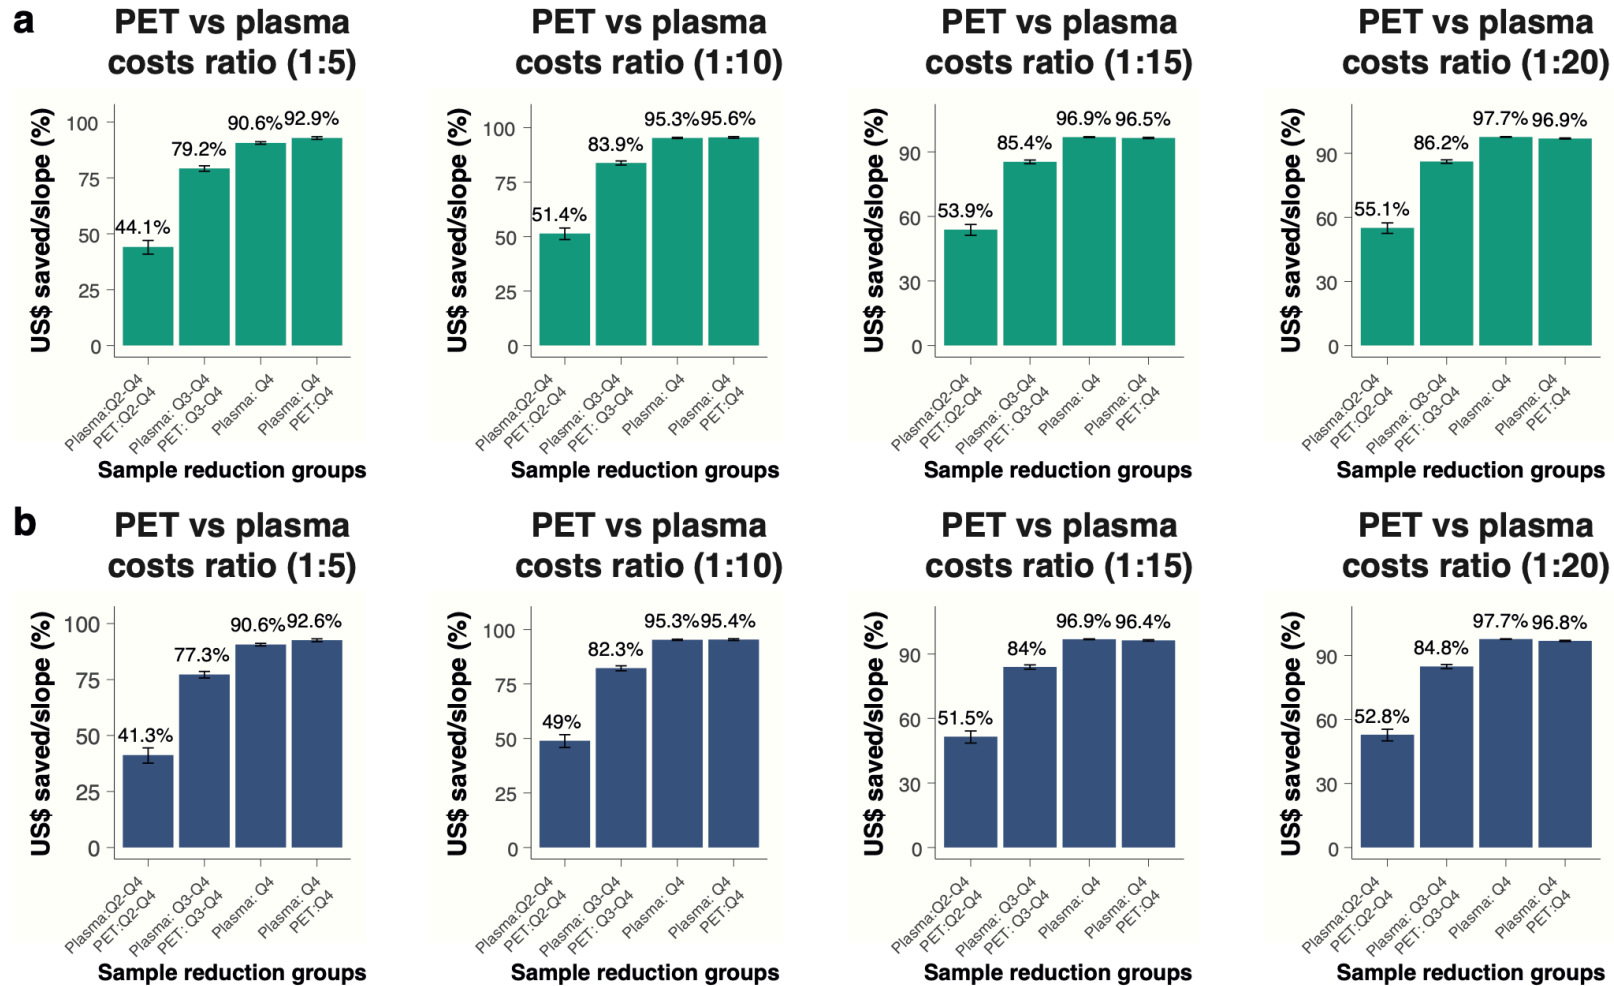 a
PET vs plasma
costs ratio (1:5)
US$ saved/slope (%)
100
75
50
25
0
44.1%
79.2%
90.6%
92.9%
Plasma:Q2-Q4
PET:Q2-Q4
Plasma: Q3-Q4
PET: Q3-Q4
Plasma: Q4
Plasma: Q4
PET:Q4
Sample reduction groups
PET vs plasma
costs ratio (1:10)
US$ saved/slope (%)
100
75
50
25
0
51.4%
83.9%
95.3%
95.6%
Plasma:Q2-Q4
PET:Q2-Q4
Plasma: Q3-Q4
PET: Q3-Q4
Plasma: Q4
Plasma: Q4
PET:Q4
Sample reduction groups
PET vs plasma
costs ratio (1:15)
US$ saved/slope (%)
90
60
30
0
53.9%
85.4%
96.9%
96.5%
Plasma:Q2-Q4
PET:Q2-Q4
Plasma: Q3-Q4
PET: Q3-Q4
Plasma: Q4
Plasma: Q4
PET:Q4
Sample reduction groups
PET vs plasma
costs ratio (1:20)
US$ saved/slope (%)
90
60
30
0
55.1%
86.2%
97.7%
96.9%
Plasma:Q2-Q4
PET:Q2-Q4
Plasma: Q3-Q4
PET: Q3-Q4
Plasma: Q4
Plasma: Q4
PET:Q4
Sample reduction groups
b
PET vs plasma
costs ratio (1:5)
US$ saved/slope (%)
100
75
50
25
0
41.3%
77.3%
90.6%
92.6%
Plasma:Q2-Q4
PET:Q2-Q4
Plasma: Q3-Q4
PET: Q3-Q4
Plasma: Q4
Plasma: Q4
PET:Q4
Sample reduction groups
PET vs plasma
costs ratio (1:10)
US$ saved/slope (%)
100
75
50
25
0
49%
82.3%
95.3%
95.4%
Plasma:Q2-Q4
PET:Q2-Q4
Plasma: Q3-Q4
PET: Q3-Q4
Plasma: Q4
Plasma: Q4
PET:Q4
Sample reduction groups
PET vs plasma
costs ratio (1:15)
US$ saved/slope (%)
90
60
30
0
51.5%
84%
96.9%
96.4%
Plasma:Q2-Q4
PET:Q2-Q4
Plasma: Q3-Q4
PET: Q3-Q4
Plasma: Q4
Plasma: Q4
PET:Q4
Sample reduction groups
PET vs plasma
costs ratio (1:20)
US$ saved/slope (%)
90
60
30
0
52.8%
84.8%
97.7%
96.8%
Plasma:Q2-Q4
PET:Q2-Q4
Plasma: Q3-Q4
PET: Q3-Q4
Plasma: Q4
Plasma: Q4
PET:Q4
Sample reduction groups